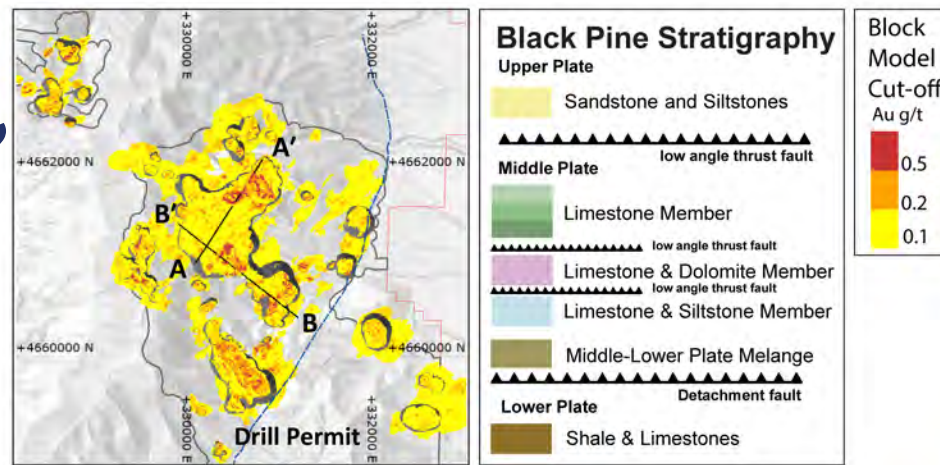 +330000 E
+332000 E
+4662000 N
+4662000 N
A'
B'
A
B
+4660000 N
+4660000 N
+330000 E
+332000 E
Drill Permit
Black Pine Stratigraphy
Upper Plate
Sandstone and Siltstones
low angle thrust fault
Middle Plate
Limestone Member
low angle thrust fault
Limestone & Dolomite Member
low angle thrust fault
Limestone & Siltstone Member
Middle-Lower Plate Melange
Detachment fault
Lower Plate
Shale & Limestones
Block
Model
Cut-off
Au g/t
0.5
0.2
0.1